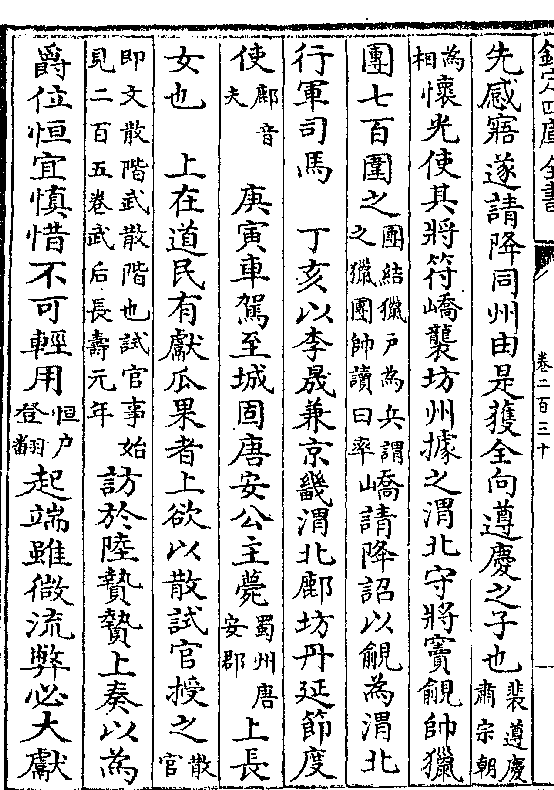 欽定四庫全書
卷二百三十
先感寤遂請降同州由是獲全向遵慶之子也裴遵慶肅宗朝
為相懷光使其將符嶠襲坊州據之渭北守將竇覦帥獵
團七百圍之團結獵戶為兵謂之獵團帥讀曰率嶠請降詔以覦為渭北
行軍司馬　丁亥以李晟兼京畿渭北鄜坊丹延節度
使鄜音夫　庚寅車駕至城固唐安公主薨蜀州唐安郡上長
女也　上在道民有獻瓜果者上欲以散試官授之散官
即文散階武散階也試官事始見二百五卷武后長壽元年訪於陸贄贄上奏以為
爵位恒宜慎惜不可輕用恒户登翻起端雖微流弊必大獻